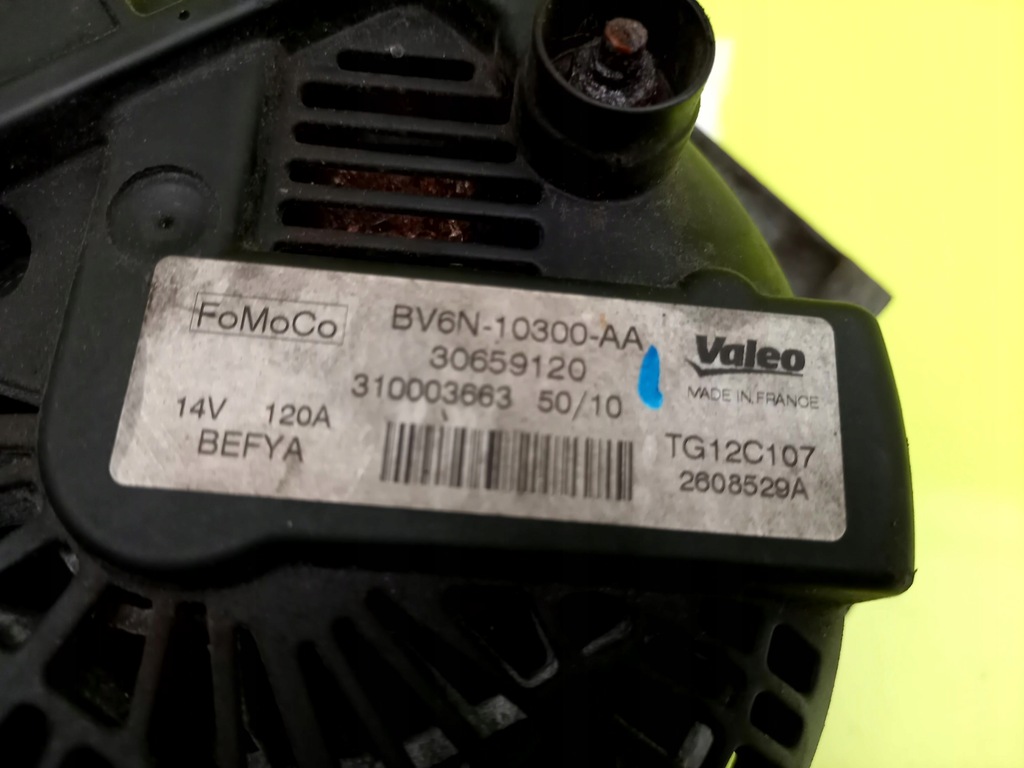 FoMoCo
BV6N-10300-AA
30659120
310003663 50/10
14V 120A
BEFYA
Valeo
MADE IN FRANCE
TG12C107
2608529A